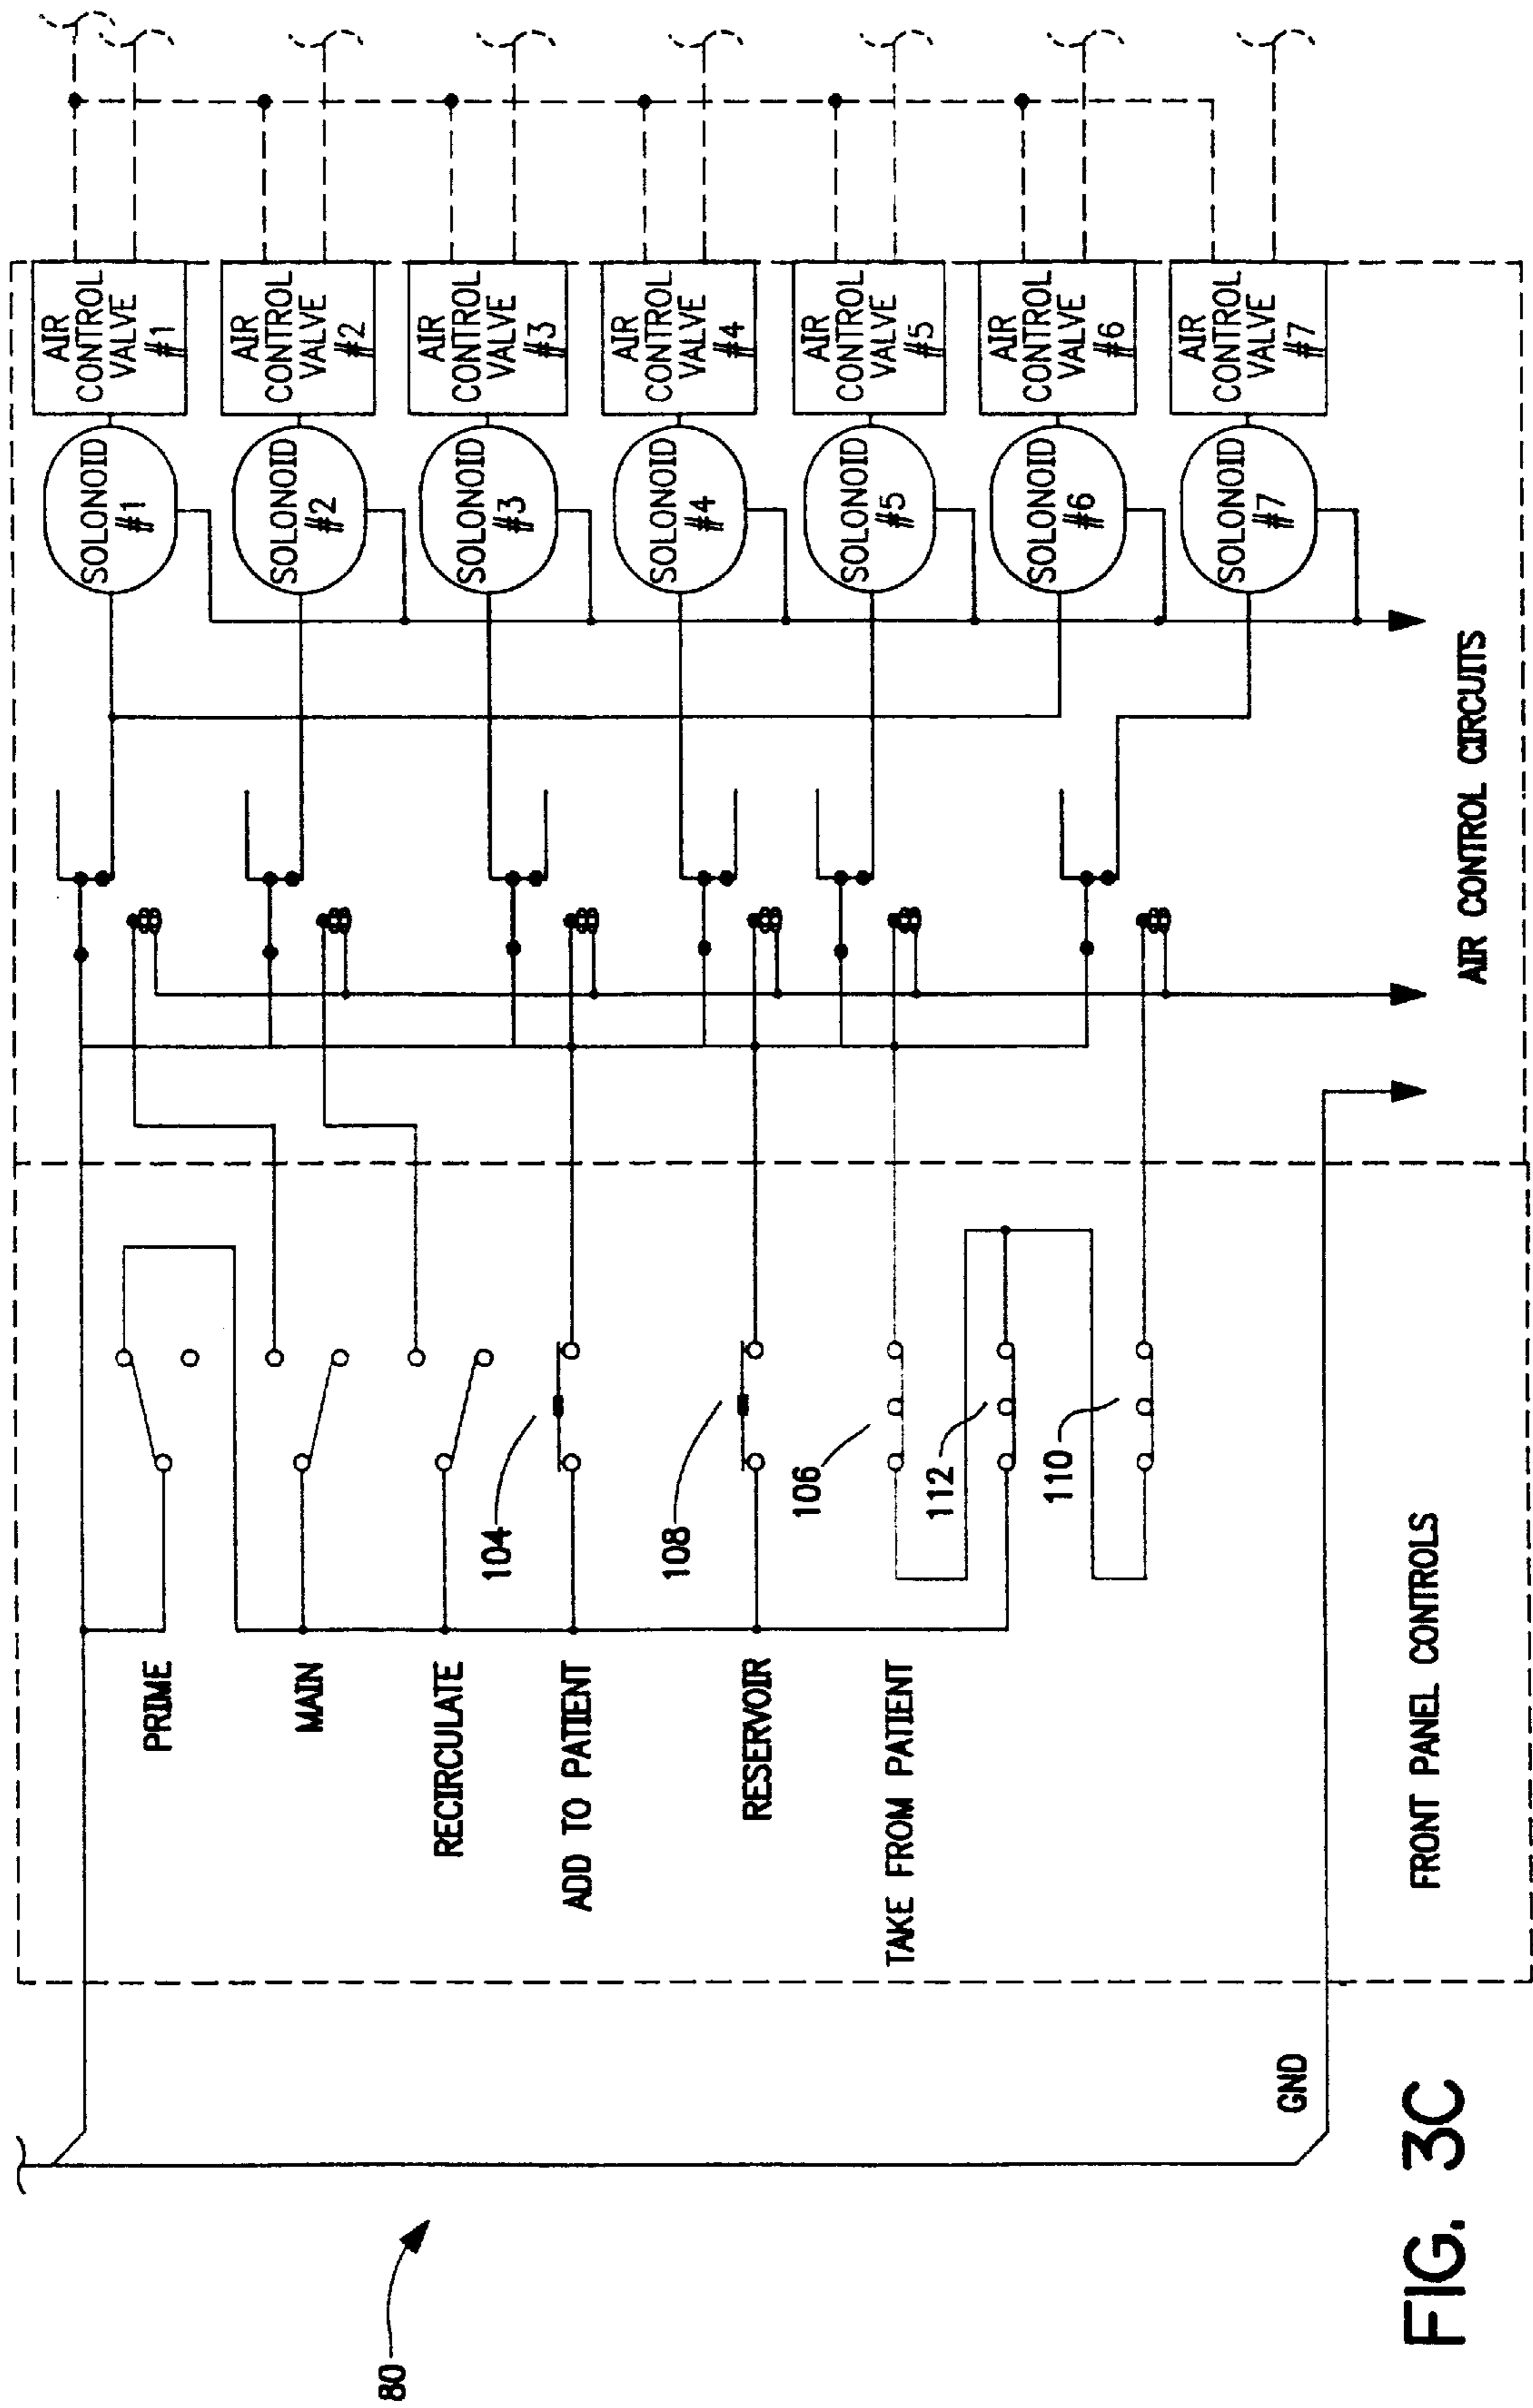 AIR
CONTROL
VALVE
#1
AIR
CONTROL
VALVE
#2
AIR
CONTROL
VALVE
#3
AIR
CONTROL
VALVE
#4
AIR
CONTROL
VALVE
#5
AIR
CONTROL
VALVE
#6
AIR
CONTROL
VALVE
#7
SOLONOID
#1
SOLONOID
#2
SOLONOID
#3
SOLONOID
#4
SOLONOID
#5
SOLONOID
#6
SOLONOID
#7
AIR CONTROL CIRCUITS
104
108
106
112
110
PRIME
MAIN
RECIRCULATE
ADD TO PATIENT
RESERVOIR
TAKE FROM PATIENT
FRONT PANEL CONTROLS
GND
80
FIG. 3C